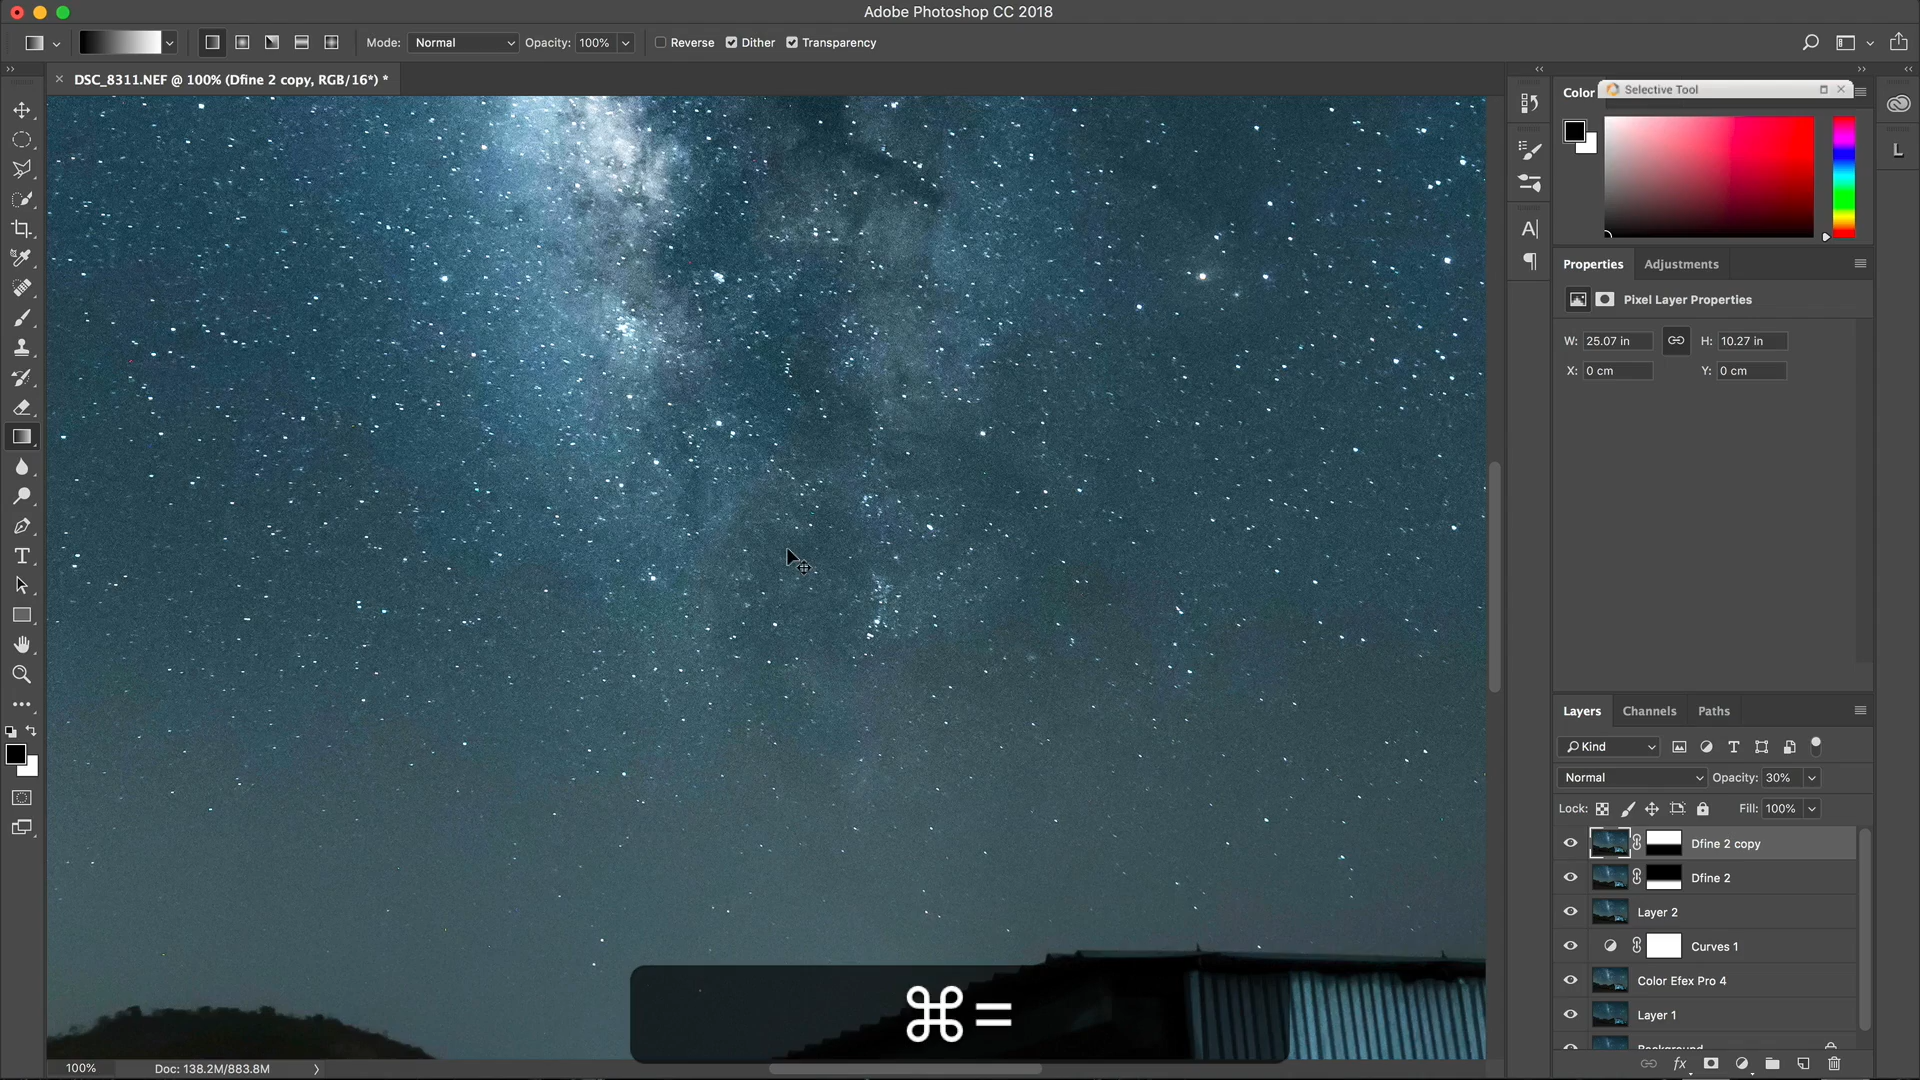 Adobe Photoshop CC 2018
Mode: Normal Opacity: 100% Reverse Dither Transparency
DSC_8311.NEF @ 100% (Dfine 2 copy, RGB/16*) *
Color
Selective Tool
Properties Adjustments
Pixel Layer Properties
W: 25.07 in H: 10.27 in
X: 0 cm Y: 0 cm
Layers Channels Paths
Kind
Normal Opacity: 30%
Lock: Fill: 100%
Dfine 2 copy
Dfine 2
Layer 2
Curves 1
Color Efex Pro 4
Layer 1
Background
⌘=
100% Doc: 138.2M/883.8M